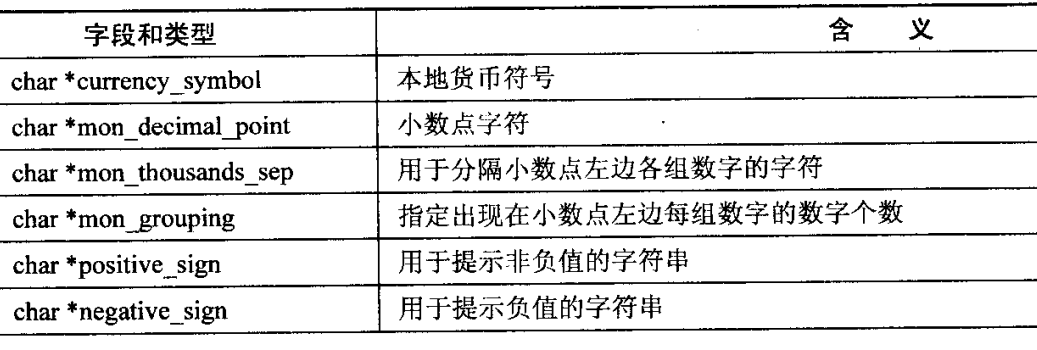 字段和类型 含 义
char *currency_symbol 本地货币符号
char *mon_decimal_point 小数点字符
char *mon_thousands_sep 用于分隔小数点左边各组数字的字符
char *mon_grouping 指定出现在小数点左边每组数字的数字个数
char *positive_sign 用于提示非负值的字符串
char *negative_sign 用于提示负值的字符串